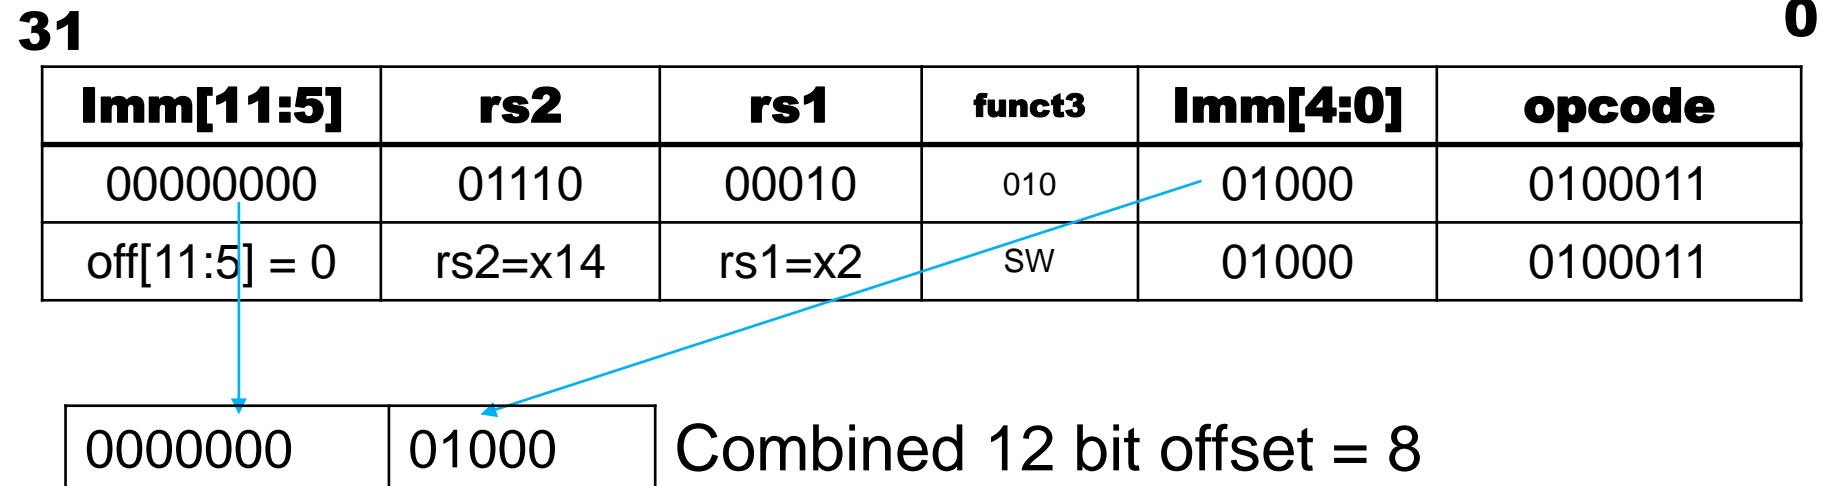 31 0
Imm[11:5] rs2 rs1 funct3 Imm[4:0] opcode
00000000 01110 00010 010 01000 0100011
off[11:5] = 0 rs2=x14 rs1=x2 SW 01000 0100011
0000000 01000 Combined 12 bit offset = 8